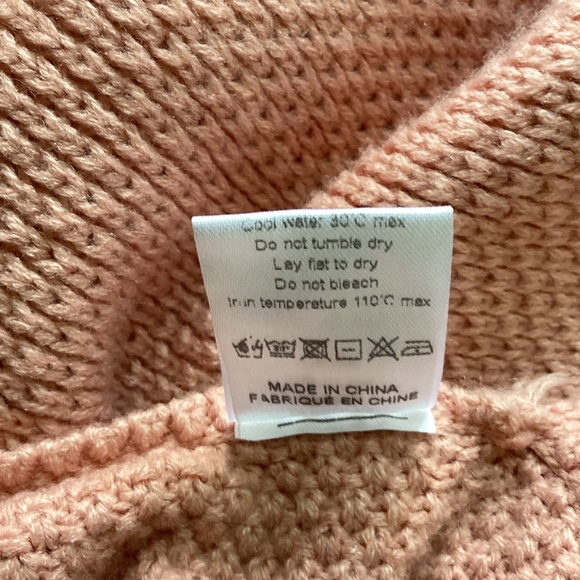 Cool water 30°C max
Do not tumble dry
Lay flat to dry
Do not bleach
Iron temperature 110°C max
MADE IN CHINA
FABRIQUÉ EN CHINE